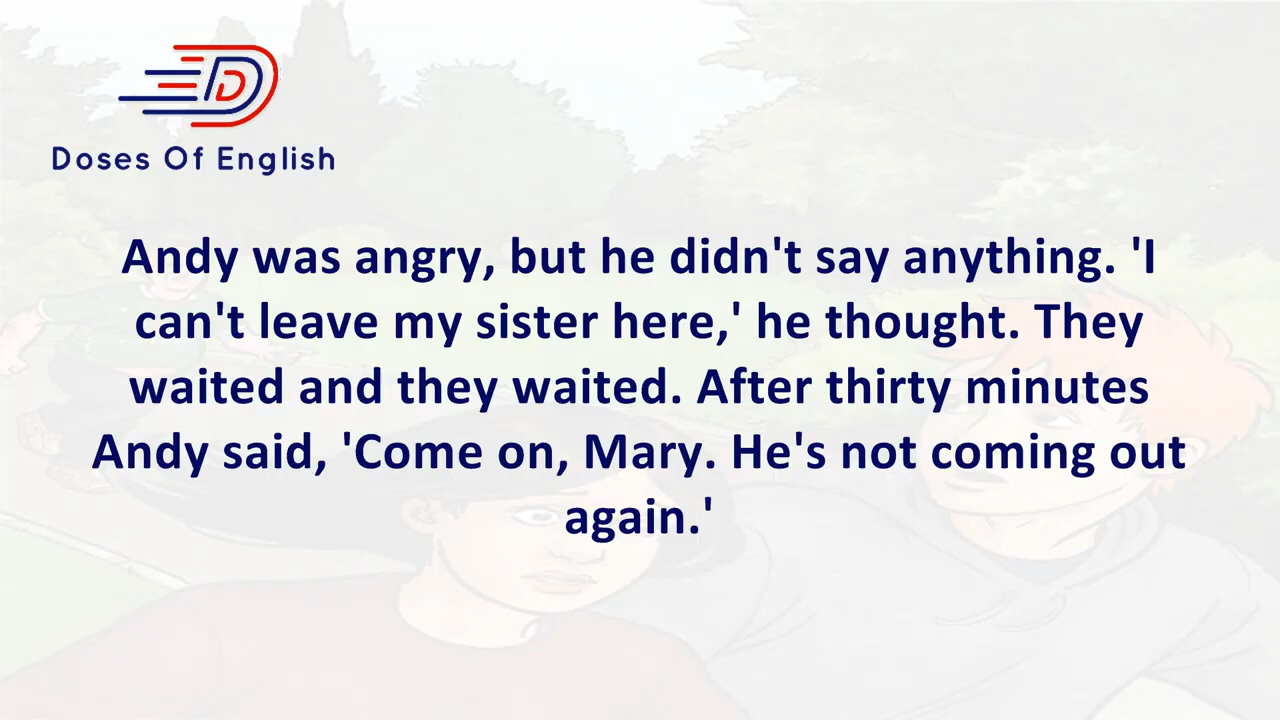 Doses Of English
Andy was angry, but he didn't say anything. 'I
can't leave my sister here,' he thought. They
waited and they waited. After thirty minutes
Andy said, 'Come on, Mary. He's not coming out
again.'